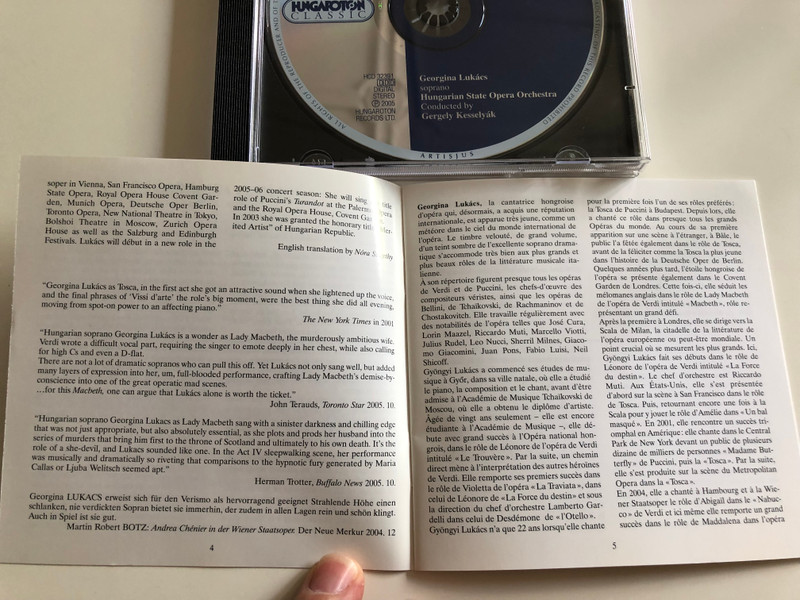 HUNGAROTON
CLASSIC
HCD 32391
DIGITAL
STEREO
℗ 2005
HUNGAROTON
RECORDS LTD.
Georgina Lukács
soprano
Hungarian State Opera Orchestra
Conducted by
Gergely Kesselyák
ARTISJUS
soper in Vienna, San Francisco Opera, Hamburg
State Opera, Royal Opera House Covent Gar-
den, Munich Opera, Deutsche Oper Berlin,
Toronto Opera, New National Theatre in Tokyo,
Bolshoi Theatre in Moscow, Zurich Opera
House as well as the Salzburg and Edinburgh
Festivals. Lukács will début in a new role in the
2005–06 concert season: She will sing title
role of Puccini's Turandot at the
and the Royal Opera House, Covent
In 2003 she was granted the honorary
ited Artist" of Hungarian Republic.
English translation by Nóra
"Georgina Lukács as Tosca, in the first act she got an attractive sound when she lightened up the voice,
and the final phrases of 'Vissi d'arte' the role's big moment, were the best thing she did all evening,
moving from spot-on power to an affecting piano."
The New York Times in 2001
"Hungarian soprano Georgina Lukacs is a wonder as Lady Macbeth, the murderously ambitious wife.
Verdi wrote a difficult vocal part, requiring the singer to emote deeply in her chest, while also calling
for high Cs and even a D-flat.
There are not a lot of dramatic sopranos who can pull this off. Yet Lukács not only sang well, but added
many layers of expression into her, um, full-blooded performance, crafting Lady Macbeth's demise-by-
conscience into one of the great operatic mad scenes.
...for this Macbeth, one can argue that Lukács alone is worth the ticket."
John Terauds, Toronto Star 2005. 10.
"Hungarian soprano Georgina Lukacs as Lady Macbeth sang with a sinister darkness and chilling edge
that was not just appropriate, but also absolutely essential, as she plots and prods her husband into the
series of murders that bring him first to the throne of Scotland and ultimately to his own death. It's the
role of a she-devil, and Lukacs sounded like one. In the Act IV sleepwalking scene, her performance
was musically and dramatically so riveting that comparisons to the hypnotic fury generated by Maria
Callas or Ljuba Welitsch seemed apt."
Herman Trotter, Buffalo News 2005. 10.
Georgina LUKACS erweist sich für den Verismo als hervorragend geeignet Strahlende Höhe einen
schlanken, nie verdickten Sopran bietet sie immerhin, der zudem in allen Lagen rein und schön klingt.
Auch in Spiel ist sie gut.
Martin Robert BOTZ: Andrea Chénier in der Wiener Staatsoper. Der Neue Merkur 2004. 12
4
Georgina Lukács, la cantatrice hongroise
d'opéra qui, désormais, a acquis une réputation
internationale, est apparue très jeune, comme un
météore dans le ciel du monde international de
l'opéra. Le timbre velouté, de grand volume,
d'un teint sombre de l'excellente soprano drama-
tique s'accommode très bien aux plus grands et
plus beaux rôles de la littérature musicale ita-
lienne.
À son répertoire figurent presque tous les opéras
de Verdi et de Puccini, les chefs-d'œuvre des
compositeurs véristes, ainsi que les opéras de
Bellini, de Tchaïkovski, de Rachmaninov et de
Chostakovitch. Elle travaille régulièrement avec
des notabilités de l'opéra telles que José Cura,
Lorin Maazel, Riccardo Muti, Marcello Viotti,
Julius Rudel, Leo Nucci, Sherril Milnes, Giaco-
mo Giacomini, Juan Pons, Fabio Luisi, Neil
Shicoff.
Gyöngyi Lukács a commencé ses études de mu-
sique à Győr, dans sa ville natale, où elle a étudié
le piano, la composition et le chant, avant d'être
admise à l'Académie de Musique Tchaïkovski de
Moscou, où elle a obtenu le diplôme d'artiste.
Âgée de vingt ans seulement – elle est encore
étudiante à l'Académie de Musique –, elle dé-
bute avec grand succès à l'Opéra national hon-
grois, dans le rôle de Léonore de l'opéra de Verdi
intitulé « Le Trouvère ». Par la suite, un chemin
direct mène à l'interprétation des autres héroïnes
de Verdi. Elle remporte ses premiers succès dans
le rôle de Violetta de l'opéra « La Traviata », dans
celui de Léonore de « La Force du destin » et sous
la direction du chef d'orchestre Lamberto Gar-
delli dans celui de Desdémone de « l'Otello ».
Gyöngyi Lukács n'a que 22 ans lorsqu'elle chante
pour la première fois l'un de ses rôles préférés:
la Tosca de Puccini à Budapest. Depuis lors, elle
a chanté ce rôle dans presque tous les grands
Opéras du monde. Au cours de sa première
apparition sur une scène à l'étranger, à Bâle, le
public l'a fêtée également dans le rôle de Tosca,
avant de la féliciter comme la Tosca la plus jeune
dans l'histoire de la Deutsche Oper de Berlin.
Quelques années plus tard, l'étoile hongroise de
l'opéra se présente également dans le Covent
Garden de Londres. Cette fois-ci, elle séduit les
mélomanes anglais dans le rôle de Lady Macbeth
de l'opéra de Verdi intitulé « Macbeth », rôle re-
présentant un grand défi.
Après la première à Londres, elle se dirige vers la
Scala de Milan, la citadelle de la littérature de
l'opéra européenne ou peut-être mondiale. Un
point crucial où se mesurent les plus grands. Ici,
Gyöngyi Lukács fait ses débuts dans le rôle de
Léonore de l'opéra de Verdi intitulé « La Force
du destin ». Le chef d'orchestre est Riccardo
Muti. Aux États-Unis, elle s'est présentée
d'abord sur la scène à San Francisco dans le rôle
de Tosca. Puis, retournant encore une fois à la
Scala pour y jouer le rôle d'Amélie dans « Un bal
masqué ». En 2001, elle rencontre un succès tri-
omphal en Amérique: elle chante dans le Central
Park de New York devant un public de plusieurs
dizaine de milliers de personnes « Madame But-
terfly » de Puccini, puis la « Tosca ». Par la suite,
elle s'est produite sur la scène du Metropolitan
Opera dans la « Tosca ».
En 2004, elle a chanté à Hambourg et à la Wie-
ner Staatsoper le rôle d'Abigail dans le « Nabuc-
co » de Verdi et ici même elle remporte un grand
succès dans le rôle de Maddalena dans l'opéra
5